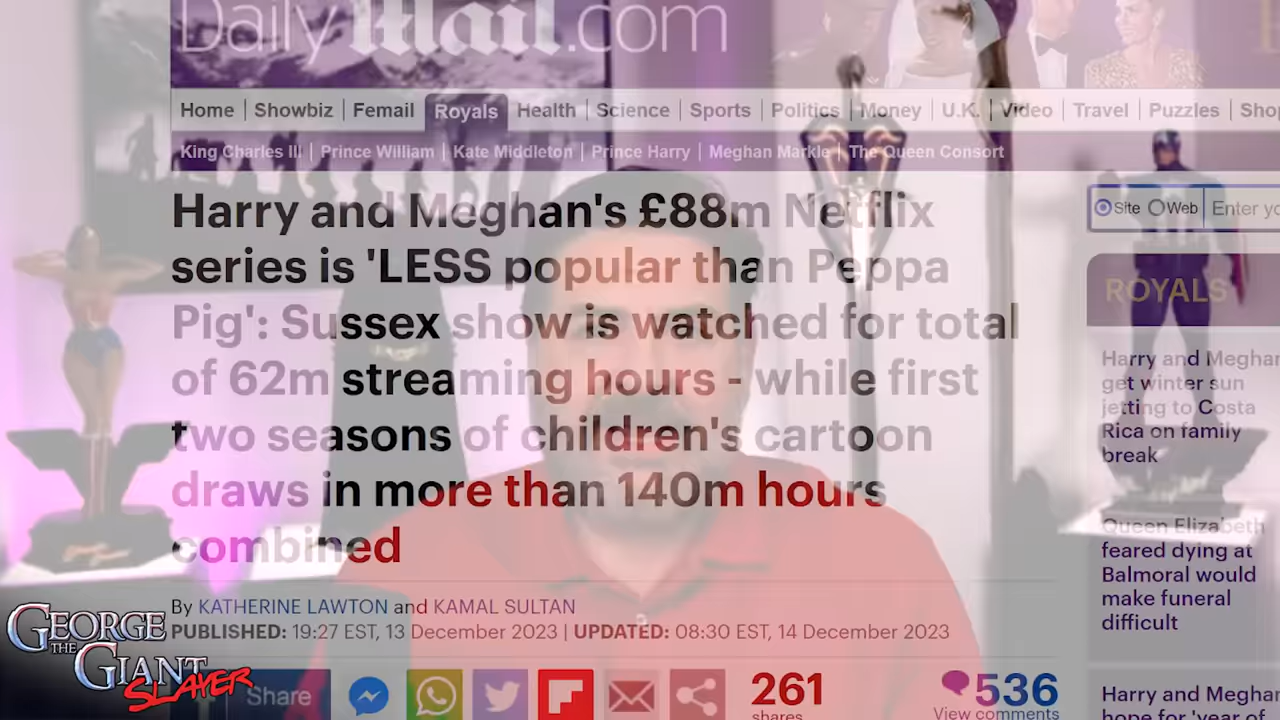 Daily Mail.com
Home Showbiz Femail Royals Health Science Sports Politics Money U.K. Video Travel Puzzles
King Charles III Prince William Kate Middleton Prince Harry Meghan Markle The Queen Consort
Harry and Meghan's £88m Netflix
series is 'LESS popular than Peppa
Pig': Sussex show is watched for total
of 62m streaming hours - while first
two seasons of children's cartoon
draws in more than 140m hours
combined
By KATHERINE LAWTON and KAMAL SULTAN
PUBLISHED: 19:27 EST, 13 December 2023 | UPDATED: 08:30 EST, 14 December 2023
Share
261
shares
536
View comments
Site Web Enter
ROYALS
Harry and Meghan
get winter sun
jetting to Costa
Rica on family
break
Queen Elizabeth
feared dying at
Balmoral would
make funeral
difficult
Harry and Meghan
hope for 'year of
GEORGE
THE
GIANT
SLAYER